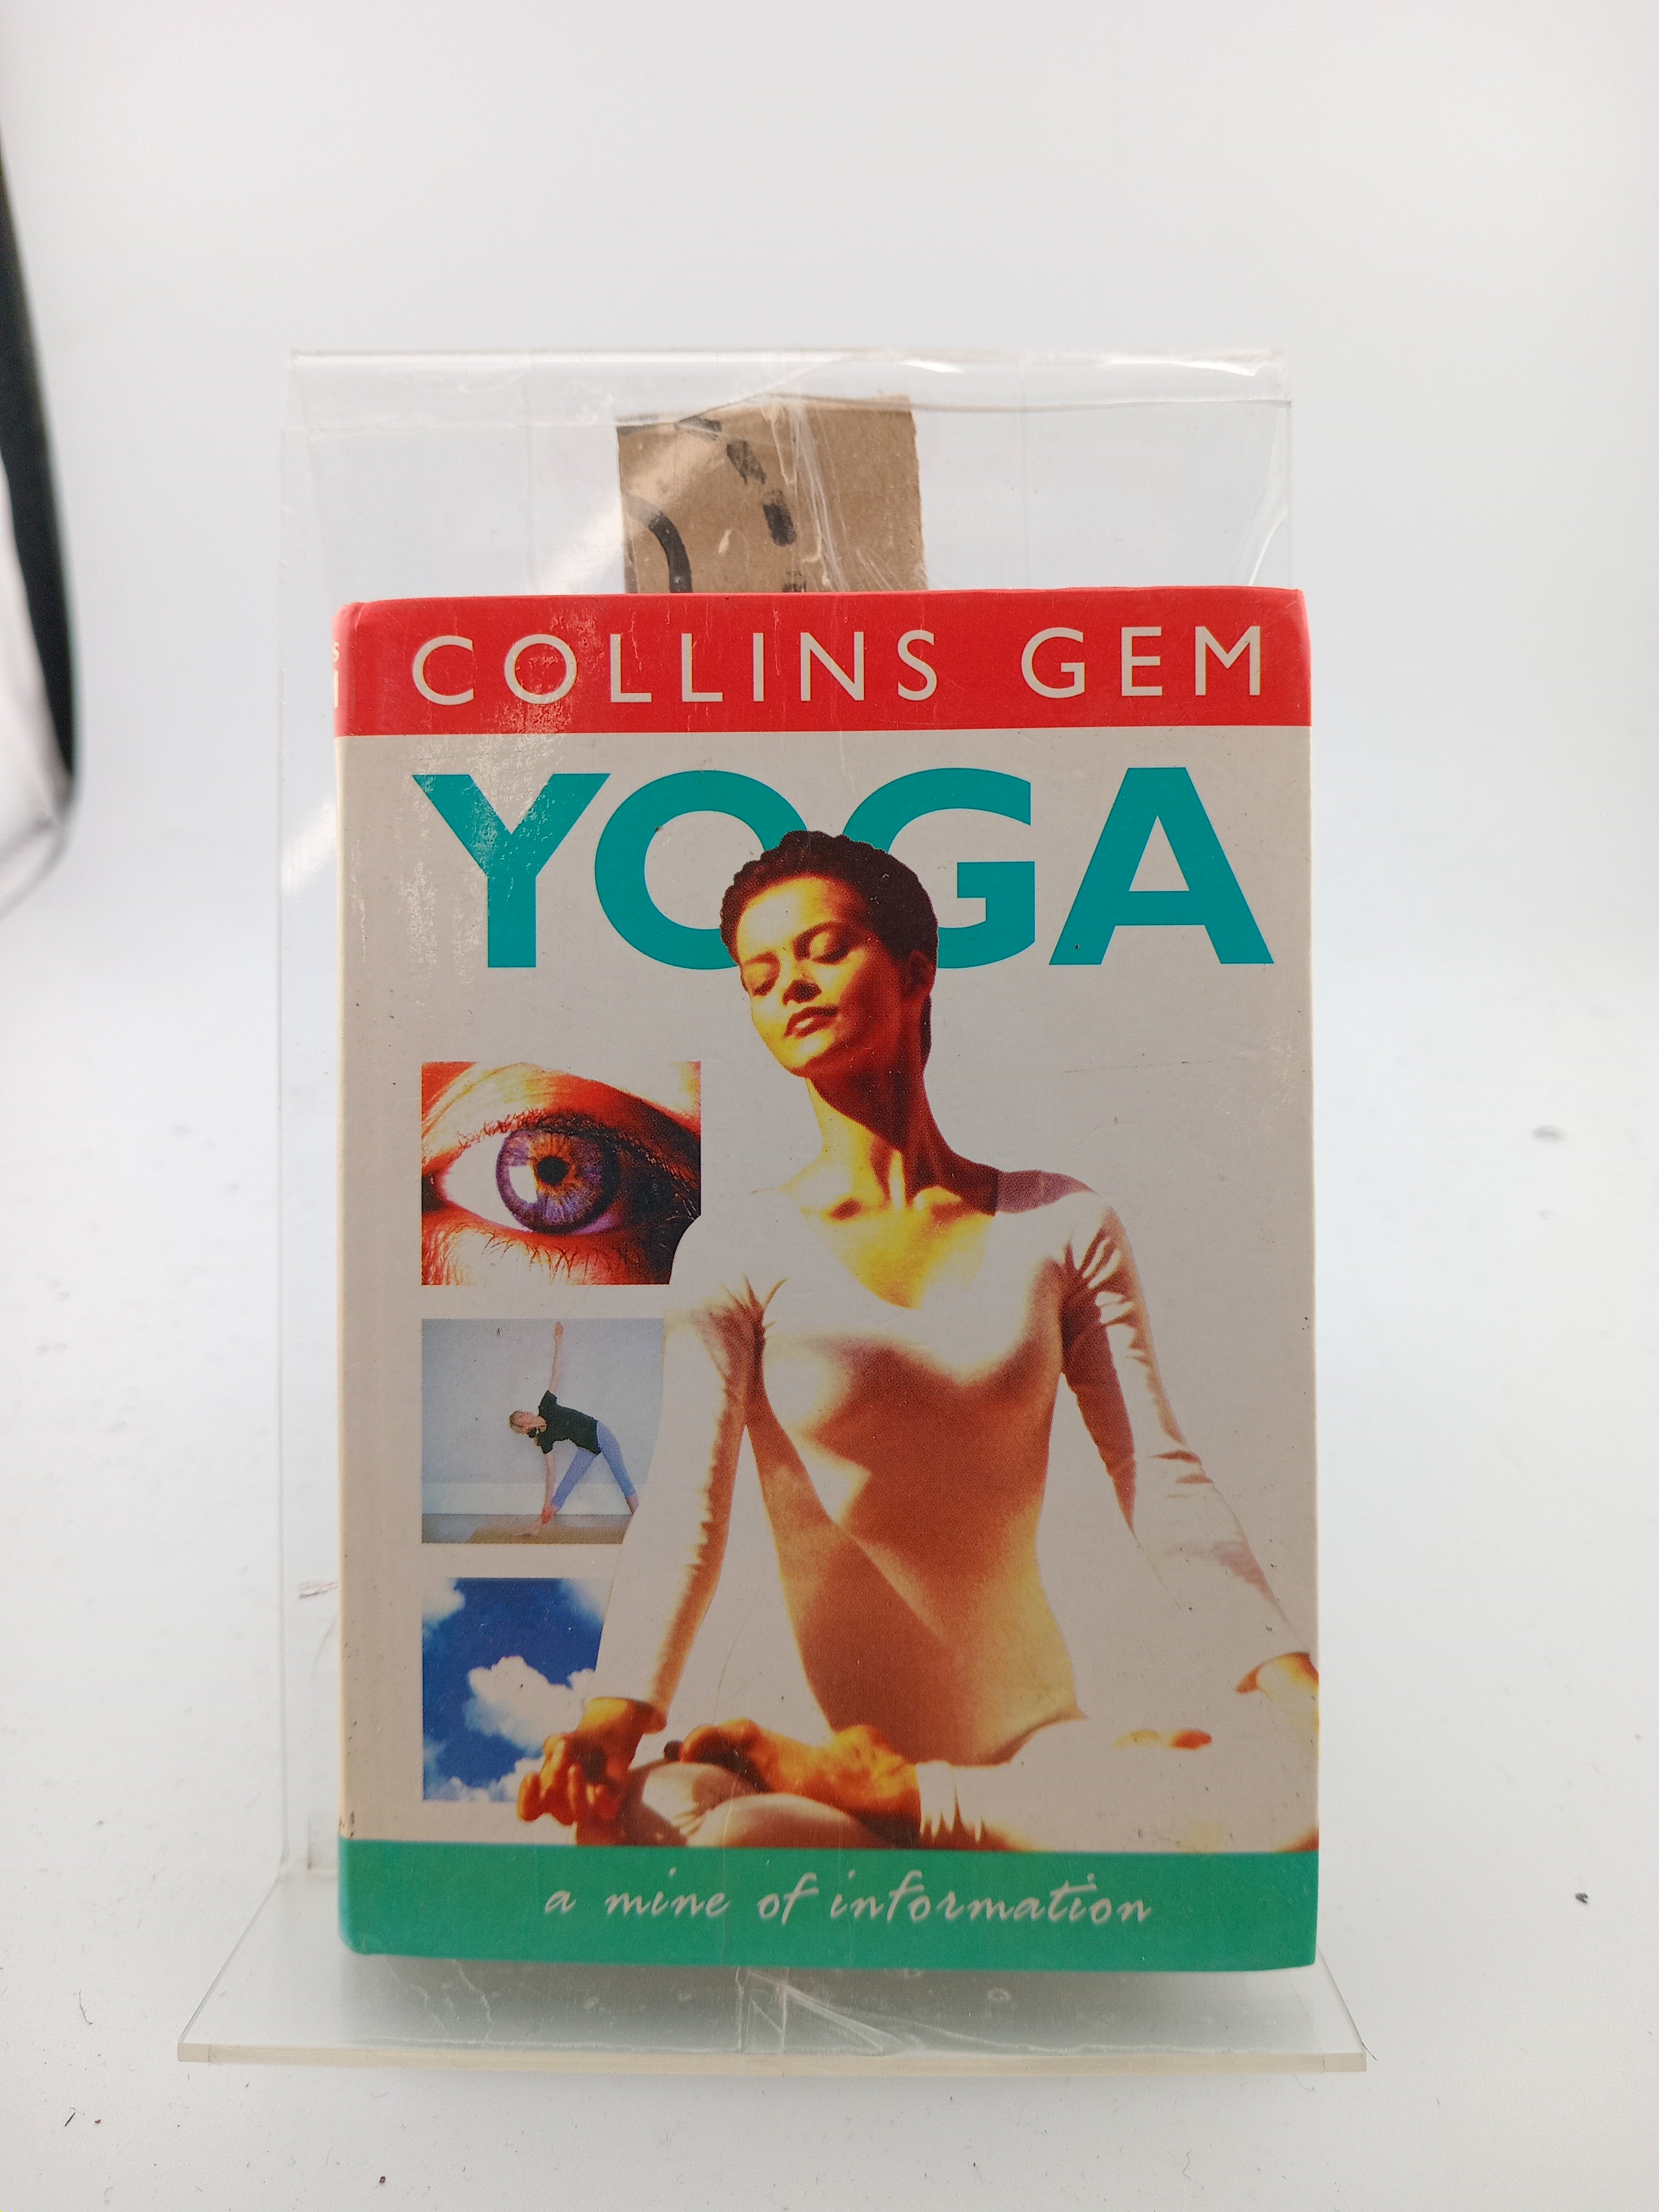 COLLINS GEM
YOGA
a mine of information